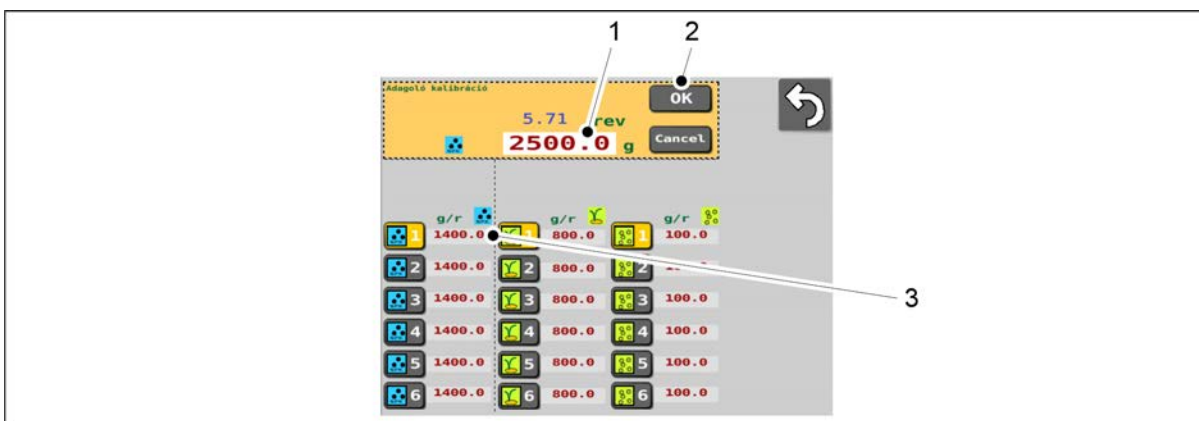 1 2
Adagoló kalibráció
OK
5.71 rev
2500.0 g Cancel
g/r g/r g/r
1 1400.0 1 800.0 1 100.0
2 1400.0 2 800.0 2
3
3 1400.0 3 800.0 3 100.0
4 1400.0 4 800.0 4 100.0
5 1400.0 5 800.0 5 100.0
6 1400.0 6 800.0 6 100.0